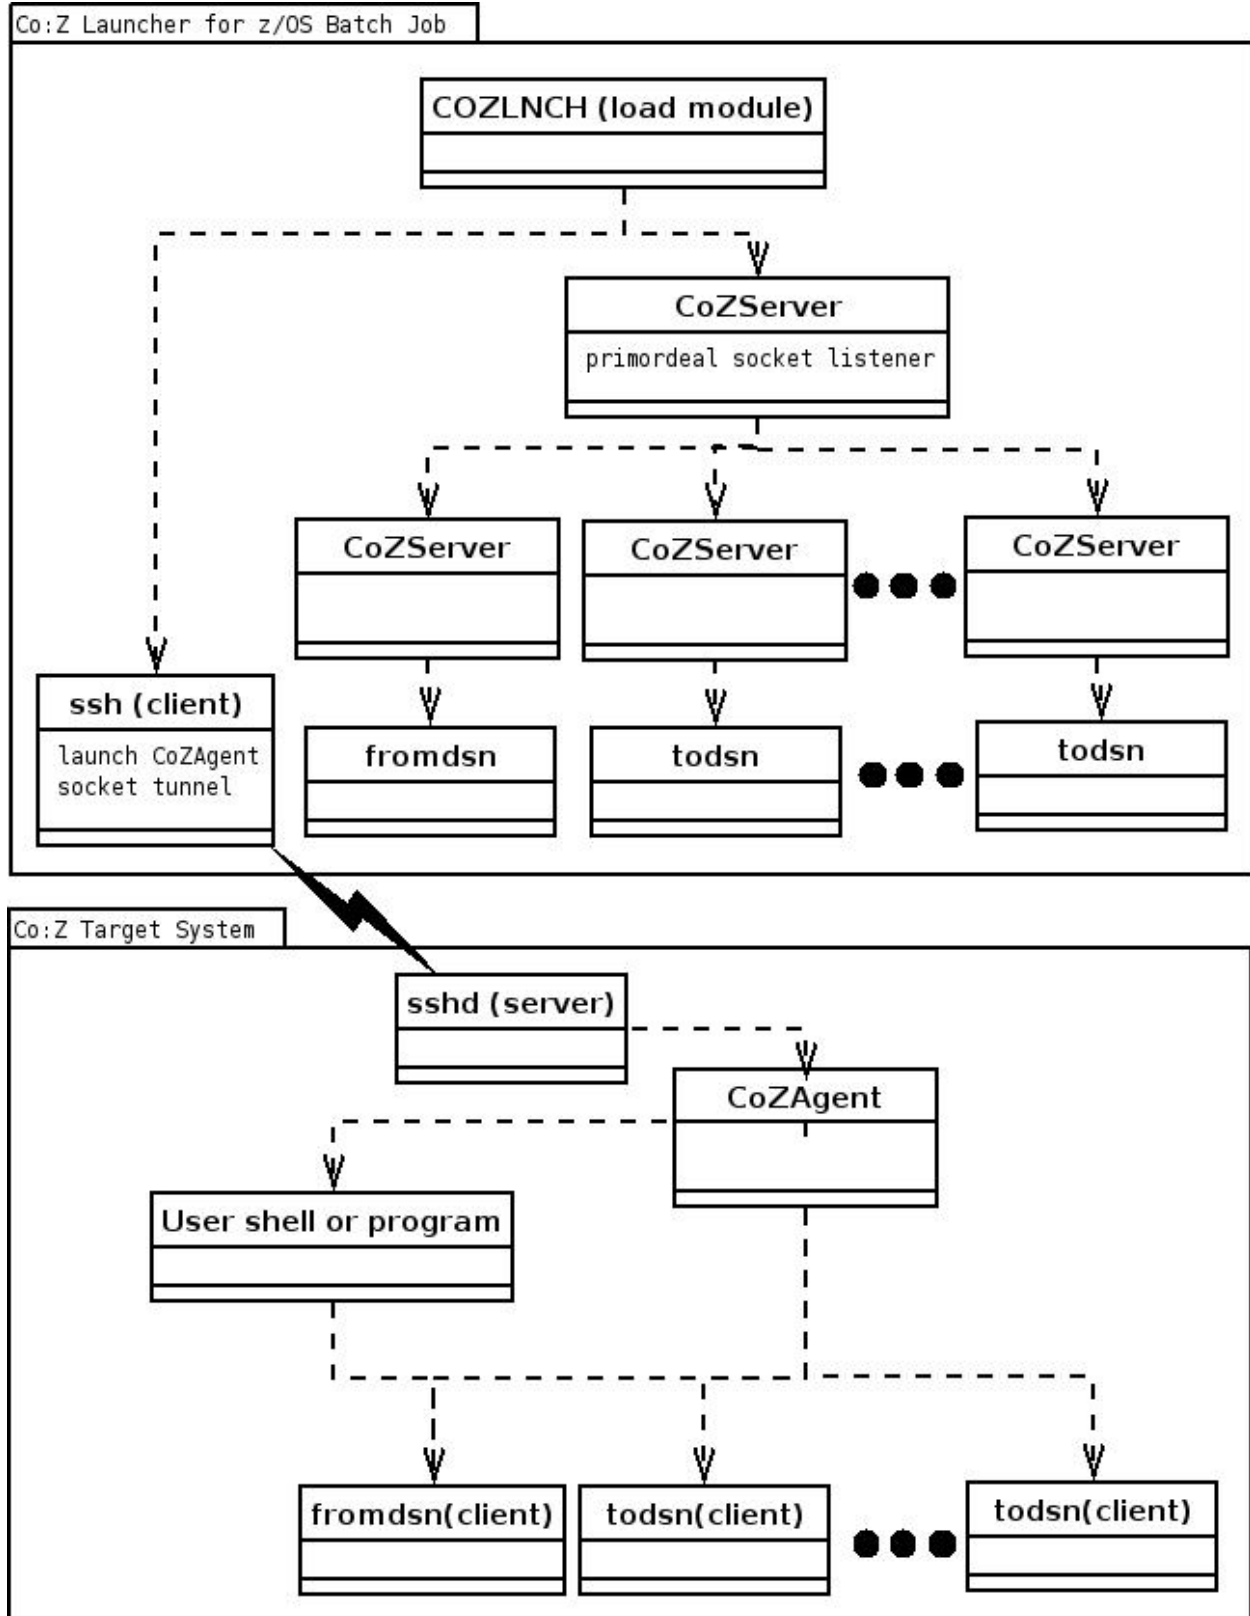 Co:Z Launcher for z/OS Batch Job
COZLNCH (load module)
CoZServer
primordeal socket listener
CoZServer
CoZServer
CoZServer
ssh (client)
launch CoZAgent
socket tunnel
fromdsn
todsn
todsn
Co:Z Target System
sshd (server)
CoZAgent
User shell or program
fromdsn(client)
todsn(client)
todsn(client)